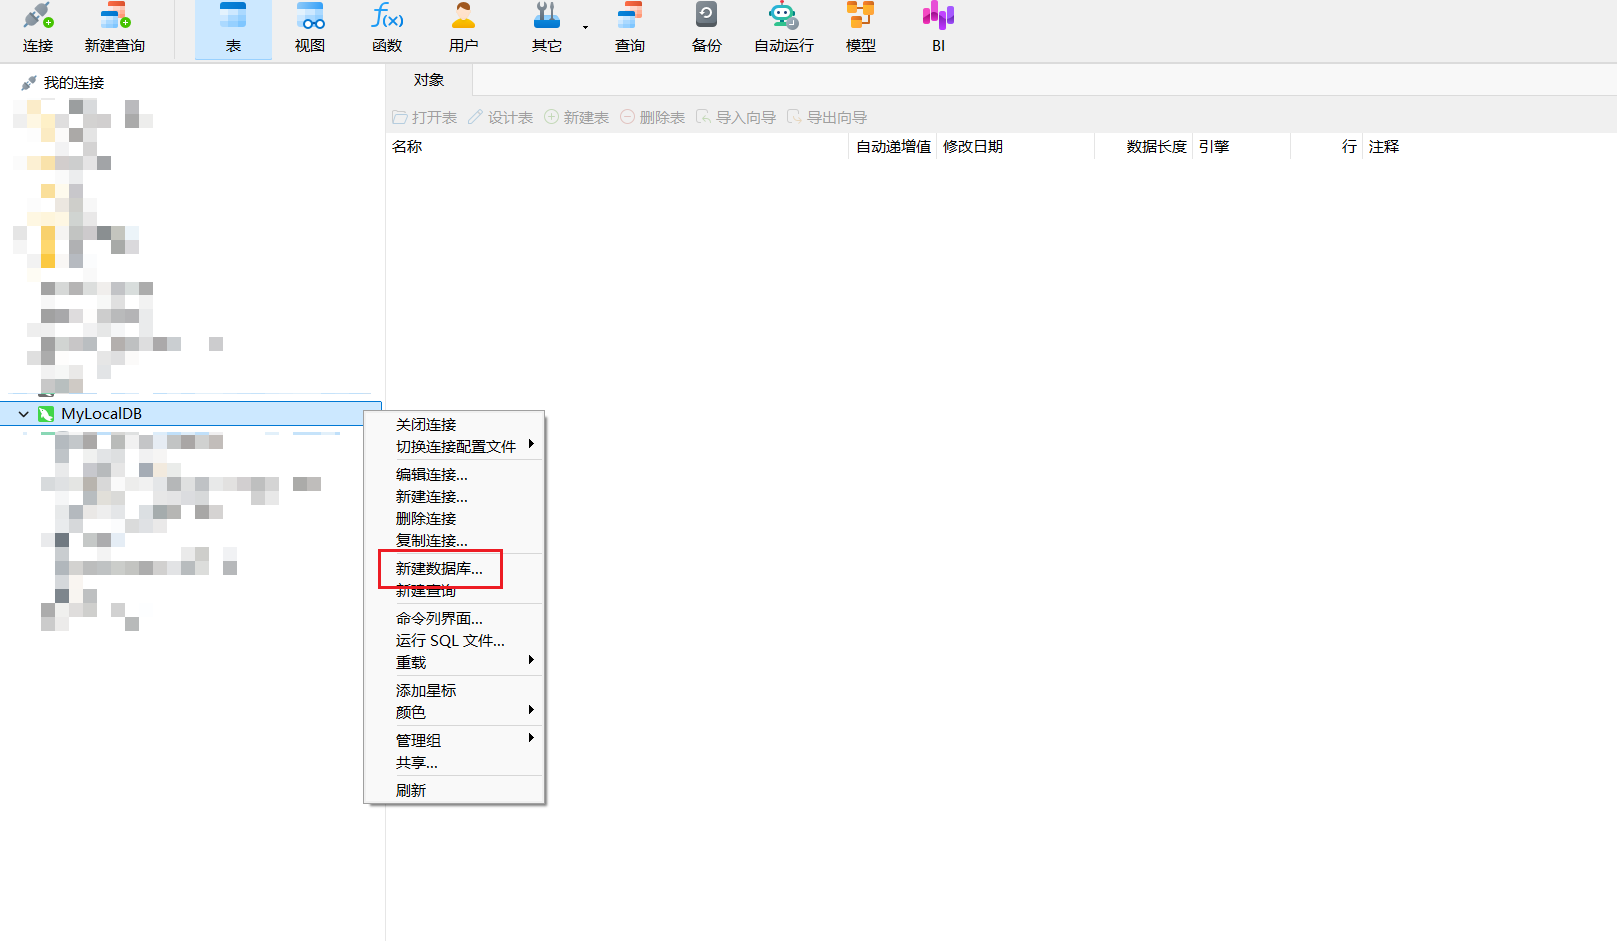 连接 新建查询 表 视图 函数 用户 其它 查询 备份 自动运行 模型 BI
我的连接
对象
打开表 设计表 新建表 删除表 导入向导 导出向导
名称 自动递增值 修改日期 数据长度 引擎 行 注释
MyLocalDB
关闭连接
切换连接配置文件
编辑连接...
新建连接...
删除连接
复制连接...
新建数据库...
新建查询
命令列界面...
运行 SQL 文件...
重载
添加星标
颜色
管理组
共享...
刷新